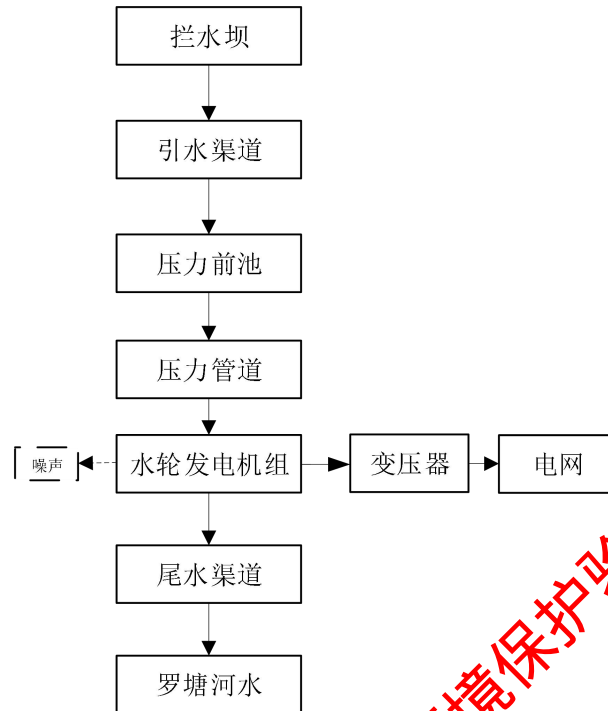 拦水坝
引水渠道
压力前池
压力管道
噪声
水轮发电机组
变压器
电网
尾水渠道
罗塘河水
境保护验